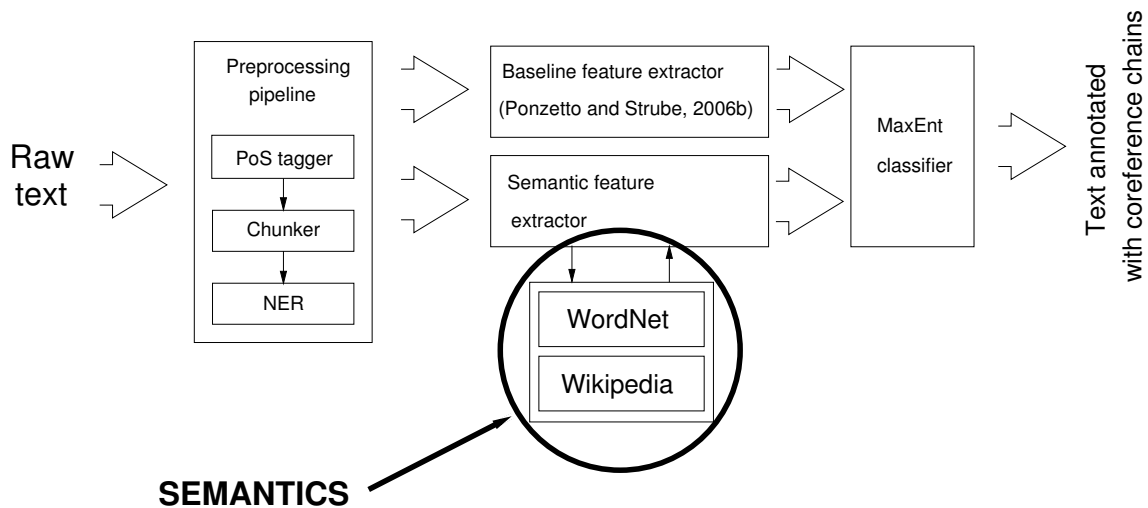 Raw
text
Preprocessing
pipeline
PoS tagger
Chunker
NER
Baseline feature extractor
(Ponzetto and Strube, 2006b)
Semantic feature
extractor
WordNet
Wikipedia
SEMANTICS
MaxEnt
classifier
Text annotated
with coreference chains